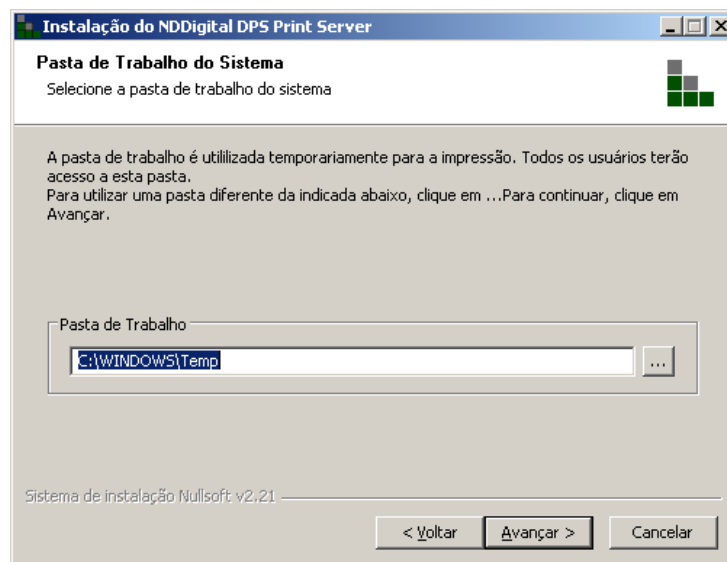 Instalação do NDDigital DPS Print Server
Pasta de Trabalho do Sistema
Selecione a pasta de trabalho do sistema
A pasta de trabalho é utililizada temporariamente para a impressão. Todos os usuários terão
acesso a esta pasta.
Para utilizar uma pasta diferente da indicada abaixo, clique em ...Para continuar, clique em
Avançar.
Pasta de Trabalho
C:\WINDOWS\Temp
...
Sistema de instalação Nullsoft v2.21
< Voltar
Avançar >
Cancelar